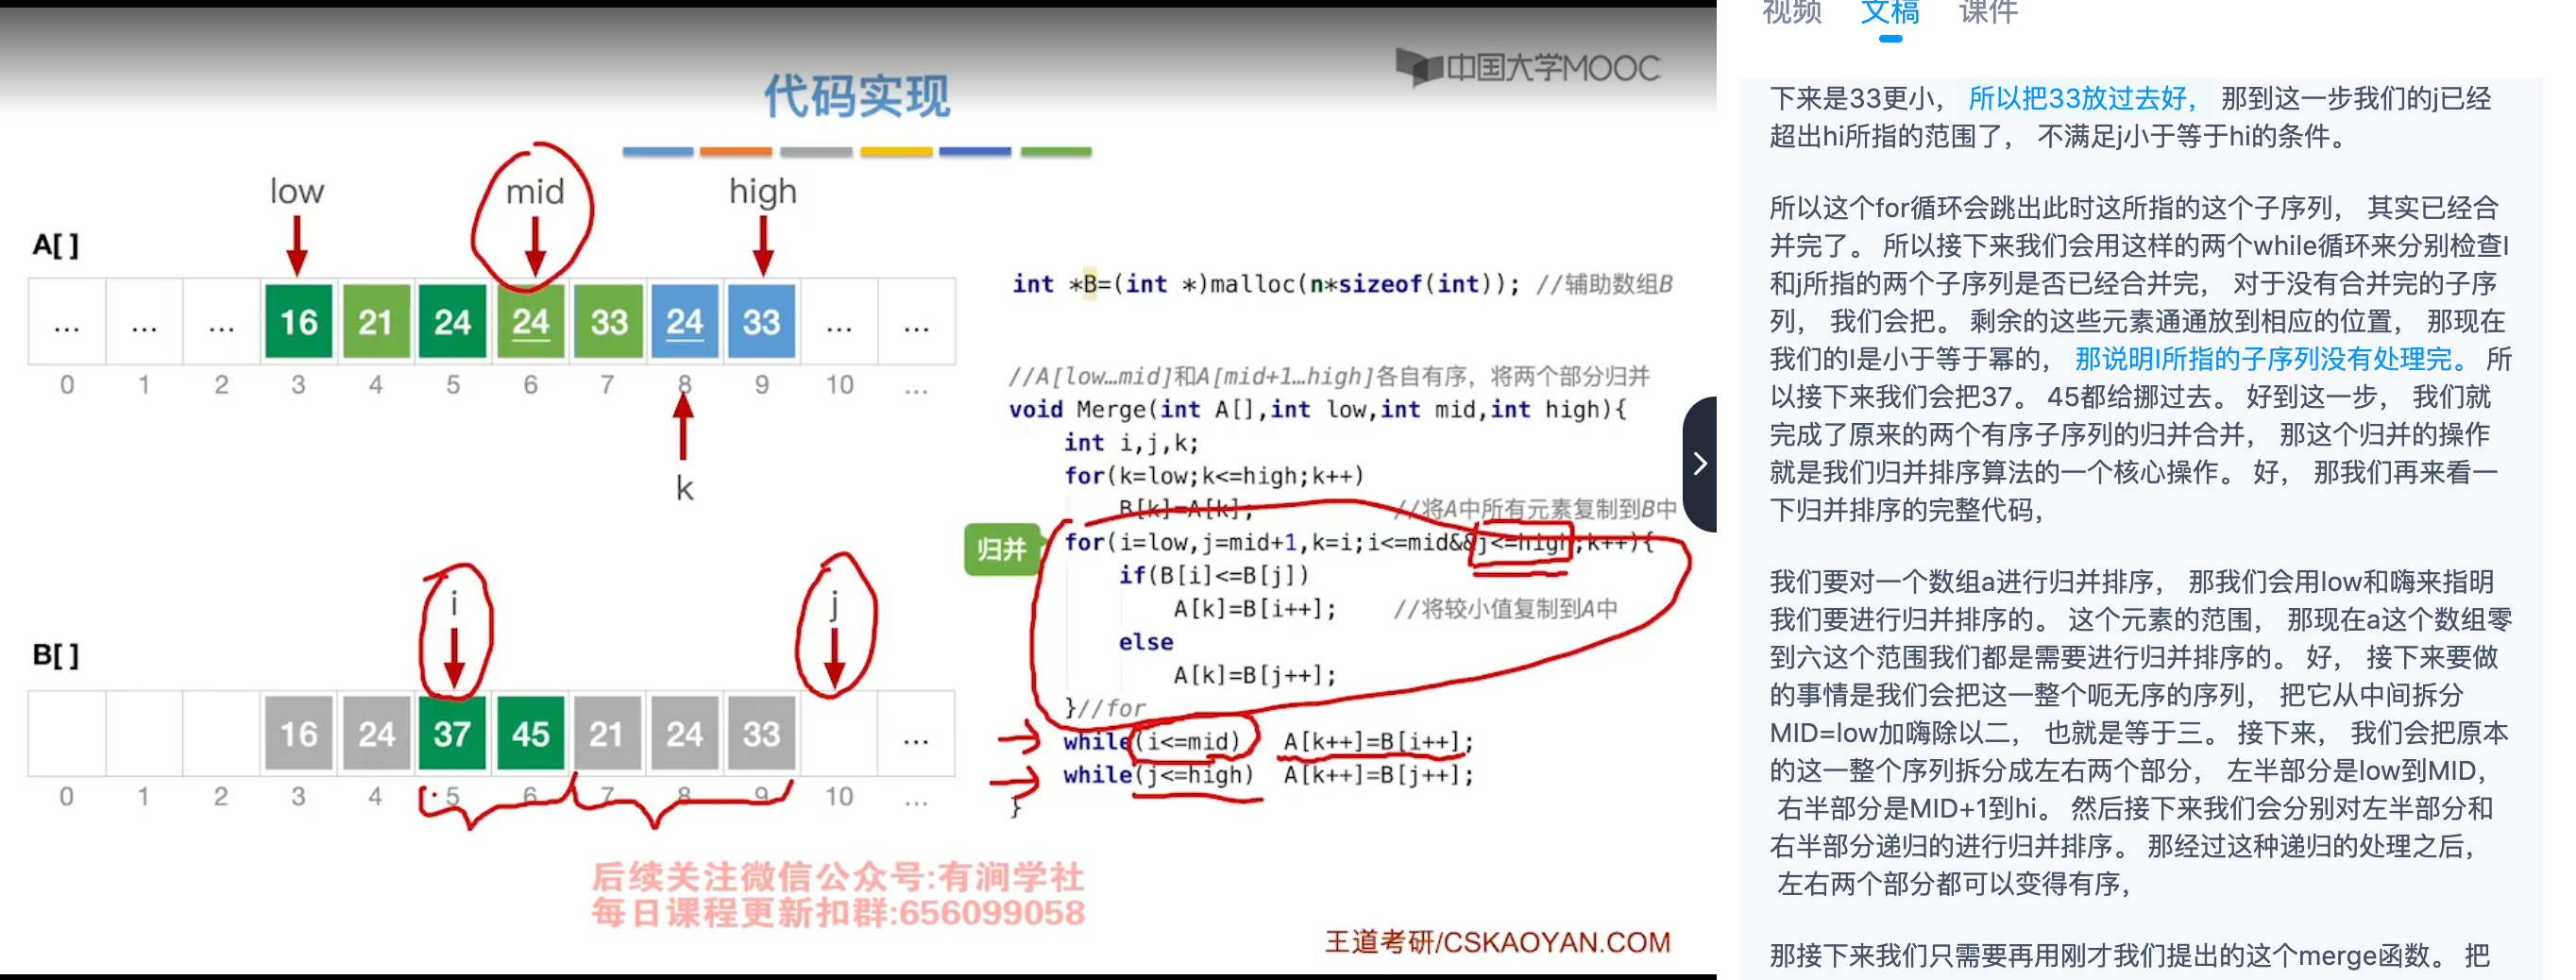 代码实现
中国大学MOOC
low mid high
A[ ]
... ... ... 16 21 24 24 33 24 33 ... ...
0 1 2 3 4 5 6 7 8 9 10 ...
k
i j
B[ ]
16 24 37 45 21 24 33 ...
0 1 2 3 4 5 6 7 8 9 10 ...
int *B=(int *)malloc(n*sizeof(int)); //辅助数组B
//A[low…mid]和A[mid+1…high]各自有序，将两个部分归并
void Merge(int A[],int low,int mid,int high){
int i,j,k;
for(k=low;k<=high;k++)
B[k]=A[k]; //将A中所有元素复制到B中
归并
for(i=low,j=mid+1,k=i;i<=mid&&j<=high;k++){
if(B[i]<=B[j])
A[k]=B[i++]; //将较小值复制到A中
else
A[k]=B[j++];
}//for
while(i<=mid) A[k++]=B[i++];
while(j<=high) A[k++]=B[j++];
}
后续关注微信公众号:有涧学社
每日课程更新扣群:656099058
王道考研/CSKAOYAN.COM
视频 文稿 课件
下来是33更小， 所以把33放过去好， 那到这一步我们的j已经
超出hi所指的范围了， 不满足j小于等于hi的条件。
所以这个for循环会跳出此时这所指的这个子序列， 其实已经合
并完了。 所以接下来我们会用这样的两个while循环来分别检查I
和j所指的两个子序列是否已经合并完， 对于没有合并完的子序
列， 我们会把。 剩余的这些元素通通放到相应的位置， 那现在
我们的I是小于等于幂的， 那说明I所指的子序列没有处理完。 所
以接下来我们会把37。 45都给挪过去。 好到这一步， 我们就
完成了原来的两个有序子序列的归并合并， 那这个归并的操作
就是我们归并排序算法的一个核心操作。 好， 那我们再来看一
下归并排序的完整代码，
我们要对一个数组a进行归并排序， 那我们会用low和嗨来指明
我们要进行归并排序的。 这个元素的范围， 那现在a这个数组零
到六这个范围我们都是需要进行归并排序的。 好， 接下来要做
的事情是我们会把这一整个呃无序的序列， 把它从中间拆分
MID=low加嗨除以二， 也就是等于三。 接下来， 我们会把原本
的这一整个序列拆分成左右两个部分， 左半部分是low到MID，
右半部分是MID+1到hi。 然后接下来我们会分别对左半部分和
右半部分递归的进行归并排序。 那经过这种递归的处理之后，
左右两个部分都可以变得有序，
那接下来我们只需要再用刚才我们提出的这个merge函数。 把